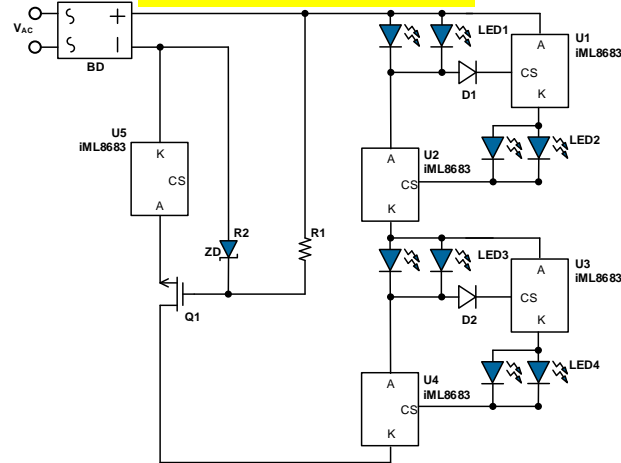 VAC
BD
LED1
U1
iML8683
A
CS
K
D1
U5
iML8683
K
CS
A
LED2
U2
iML8683
A
CS
K
R2
ZD
R1
LED3
U3
iML8683
A
CS
K
D2
Q1
LED4
U4
iML8683
A
CS
K